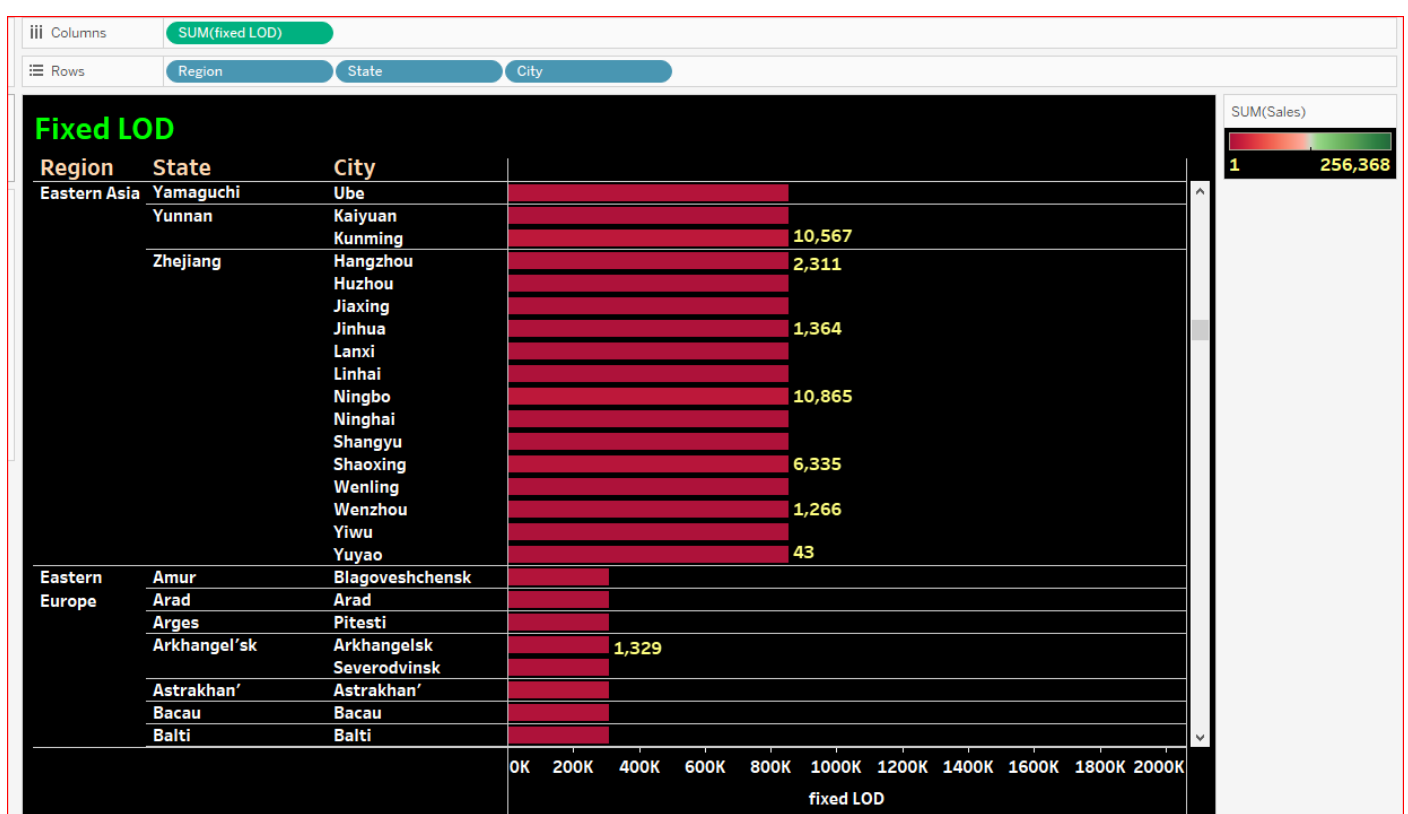 Columns SUM(fixed LOD)
Rows Region State City
SUM(Sales)
1 256,368
Fixed LOD
Region State City
Eastern Asia Yamaguchi Ube
Yunnan Kaiyuan
Kunming 10,567
Zhejiang Hangzhou 2,311
Huzhou
Jiaxing
Jinhua 1,364
Lanxi
Linhai
Ningbo 10,865
Ninghai
Shangyu
Shaoxing 6,335
Wenling
Wenzhou 1,266
Yiwu
Yuyao 43
Eastern Amur Blagoveshchensk
Europe Arad Arad
Arges Pitesti
Arkhangel’sk Arkhangelsk 1,329
Severodvinsk
Astrakhan’ Astrakhan’
Bacau Bacau
Balti Balti
0K 200K 400K 600K 800K 1000K 1200K 1400K 1600K 1800K 2000K
fixed LOD